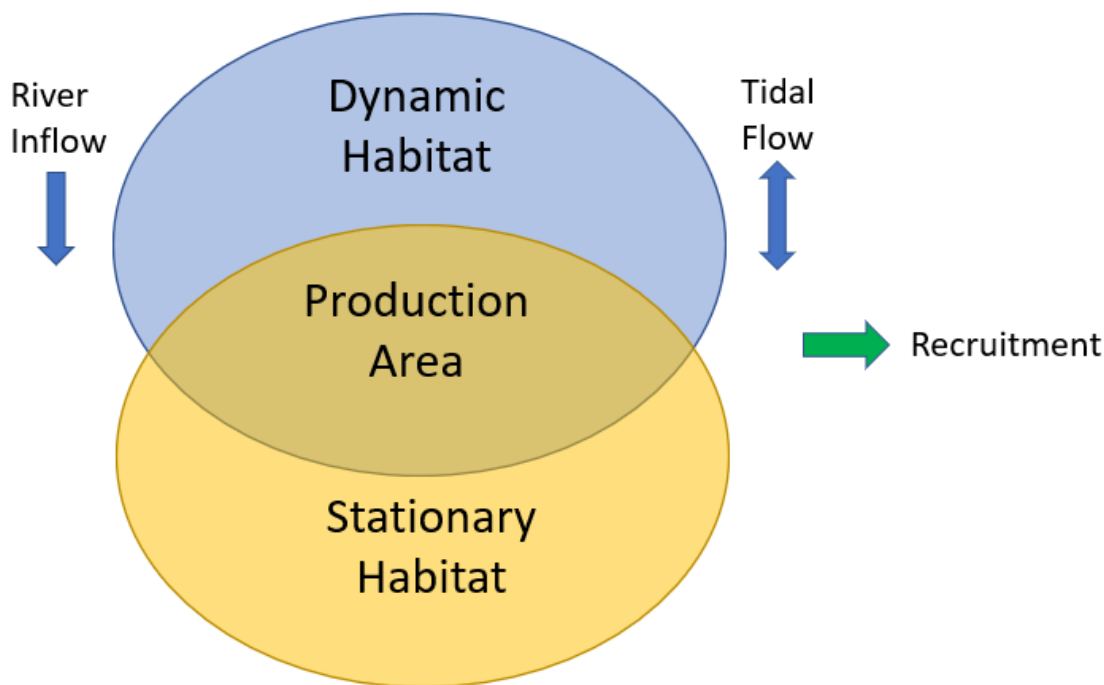 River
Inflow
Dynamic
Habitat
Tidal
Flow
Production
Area
Recruitment
Stationary
Habitat